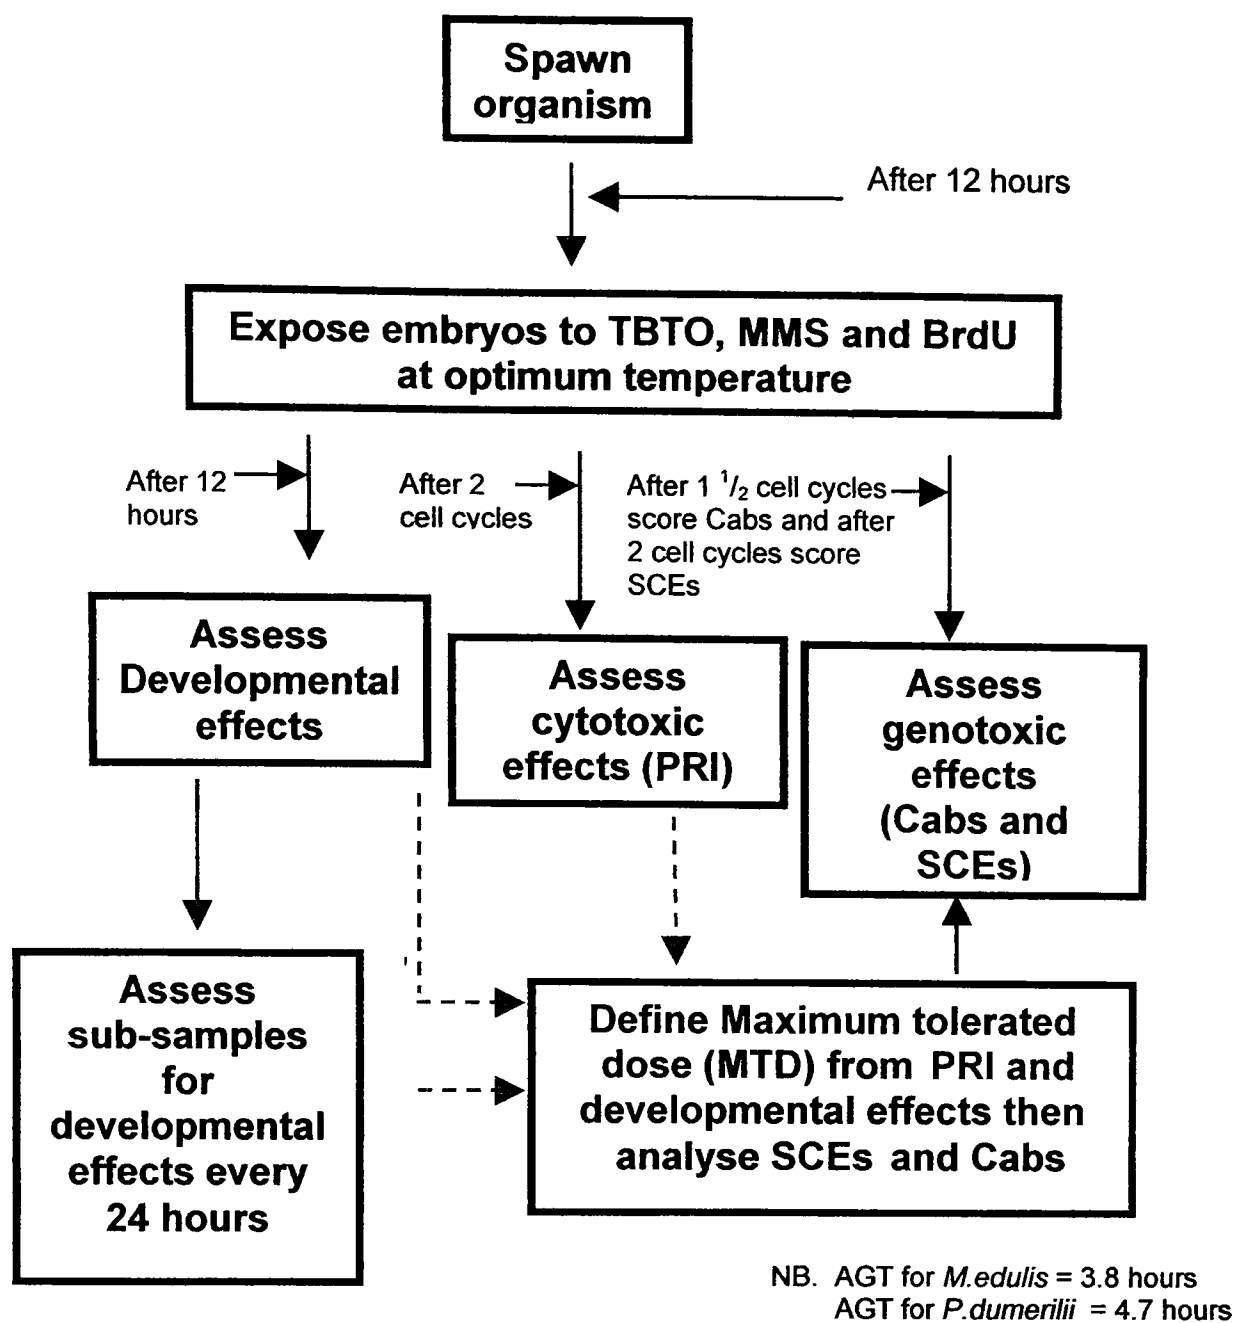 Spawn
organism
After 12 hours
Expose embryos to TBTO, MMS and BrdU
at optimum temperature
After 12
hours
After 2
cell cycles
After 1 1/2 cell cycles
score Cabs and after
2 cell cycles score
SCEs
Assess
Developmental
effects
Assess
cytotoxic
effects (PRI)
Assess
genotoxic
effects
(Cabs and
SCEs)
Assess
sub-samples
for
developmental
effects every
24 hours
Define Maximum tolerated
dose (MTD) from PRI and
developmental effects then
analyse SCEs and Cabs
NB. AGT for M.edulis = 3.8 hours
AGT for P.dumerilii = 4.7 hours